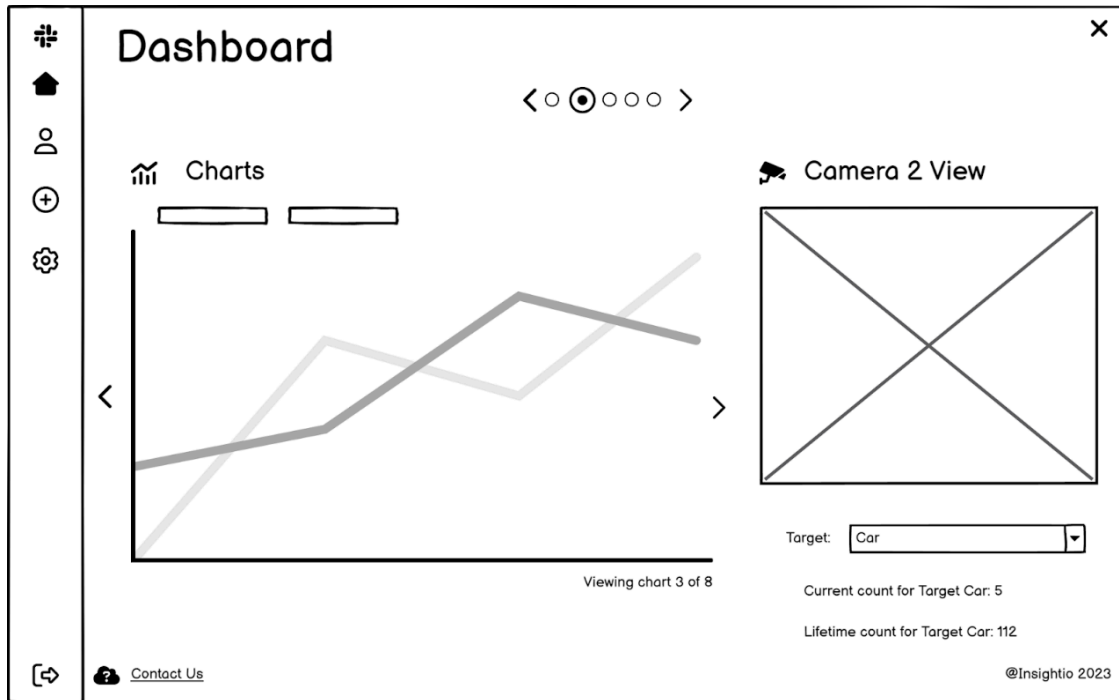 Dashboard
Charts
Camera 2 View
Target:
Car
Viewing chart 3 of 8
Current count for Target Car: 5
Lifetime count for Target Car: 112
Contact Us
@Insightio 2023